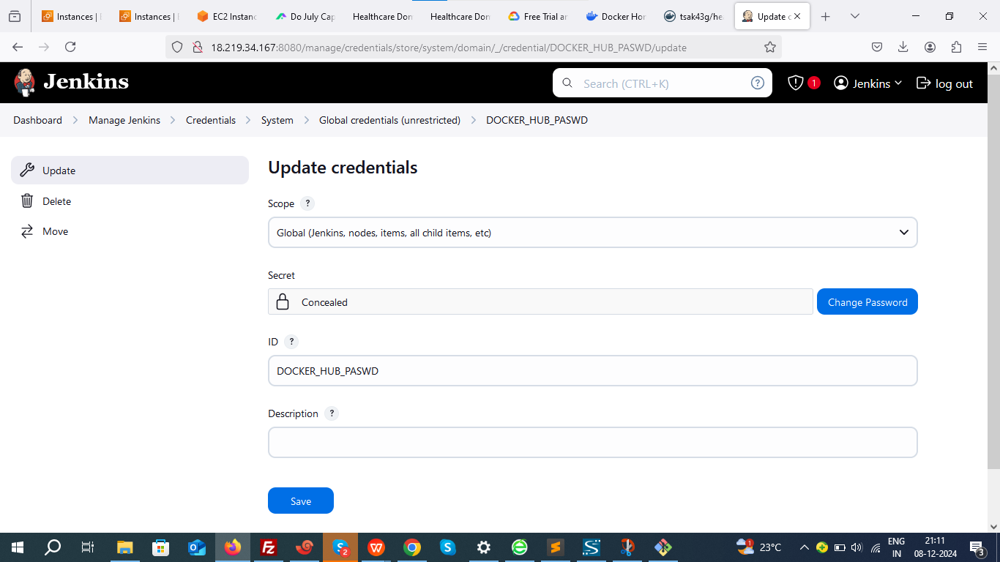 Instances |
Instances |
EC2 Instanc
Do July Cap
Healthcare Don
Healthcare Don
Free Trial ar
Docker Hor
tsak43g/he
Update c
18.219.34.167:8080/manage/credentials/store/system/domain/_/credential/DOCKER_HUB_PASWD/update
Jenkins
Search (CTRL+K)
?
1
Jenkins
log out
Dashboard
Manage Jenkins
Credentials
System
Global credentials (unrestricted)
DOCKER_HUB_PASWD
Update
Delete
Move
Update credentials
Scope ?
Global (Jenkins, nodes, items, all child items, etc)
Secret
Concealed
Change Password
ID ?
DOCKER_HUB_PASWD
Description ?
Save
Fz
S
2
W
S
S
1
23°C
ENG
IN
21:11
08-12-2024
3